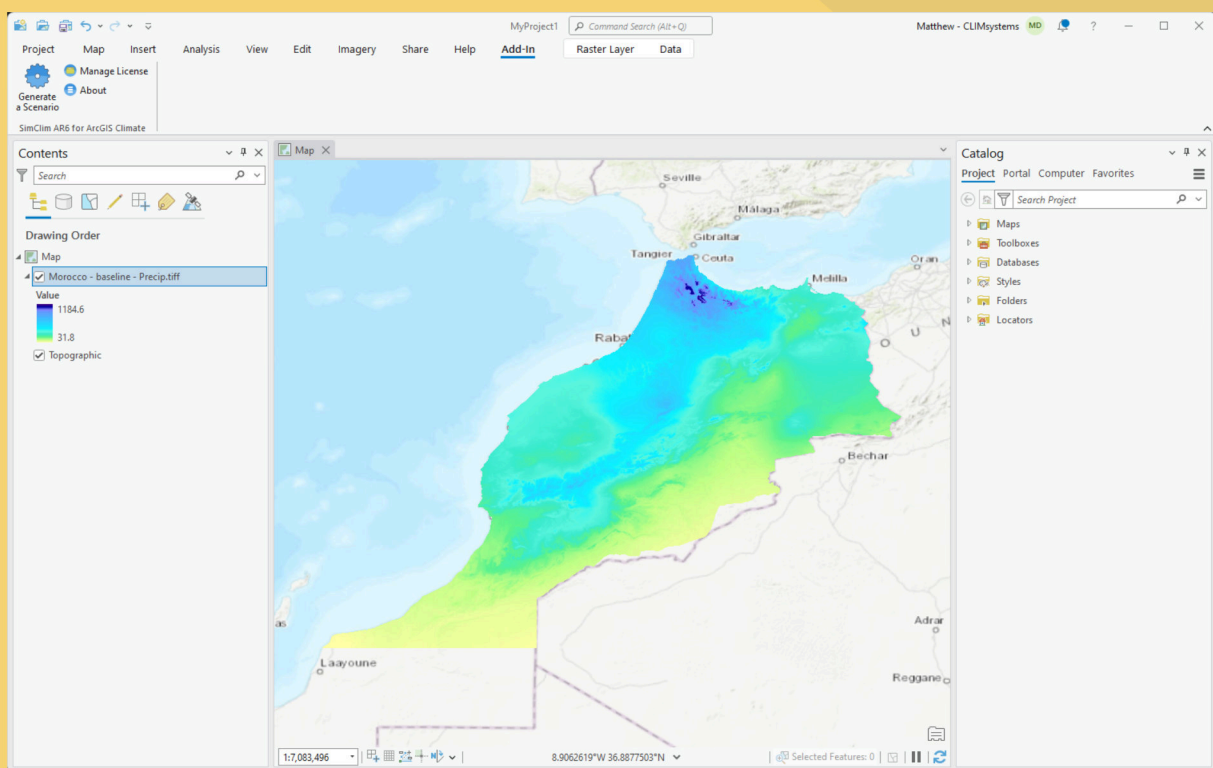 MyProject1
Command Search (Alt+Q)
Matthew - CLIMsystems
MD
?
Project Map Insert Analysis View Edit Imagery Share Help Add-In Raster Layer Data
Generate
a Scenario
Manage License
About
SimClim AR6 for ArcGIS Climate
Contents
Search
Drawing Order
Map
Morocco - baseline - Precip.tiff
Value
1184.6
31.8
Topographic
Map
Seville
Málaga
Gibraltar
Tangier
Ceuta
Oran
Melilla
Rabat
O U N
Bechar
as
Adrar
Laayoune
Reggane
1:7,083,496
8.9062619°W 36.8877503°N
Selected Features: 0
Catalog
Project Portal Computer Favorites
Search Project
Maps
Toolboxes
Databases
Styles
Folders
Locators